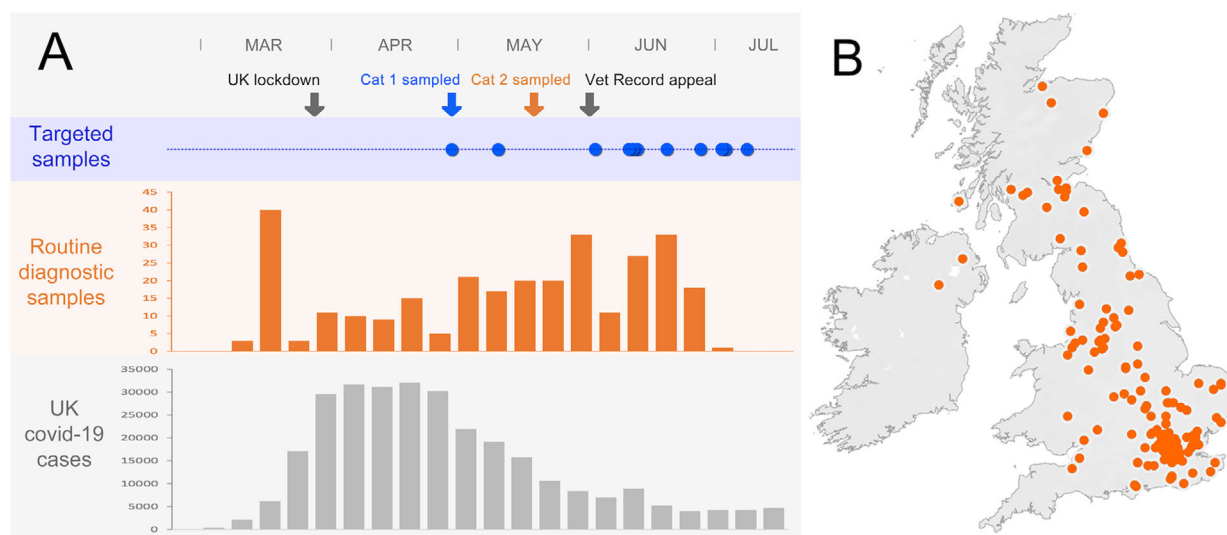 A
| MAR | APR | MAY | JUN | JUL
UK lockdown
Cat 1 sampled
Cat 2 sampled
Vet Record appeal
Targeted
samples
Routine
diagnostic
samples
45
40
35
30
25
20
15
10
5
0
UK
covid-19
cases
35000
30000
25000
20000
15000
10000
5000
0
B